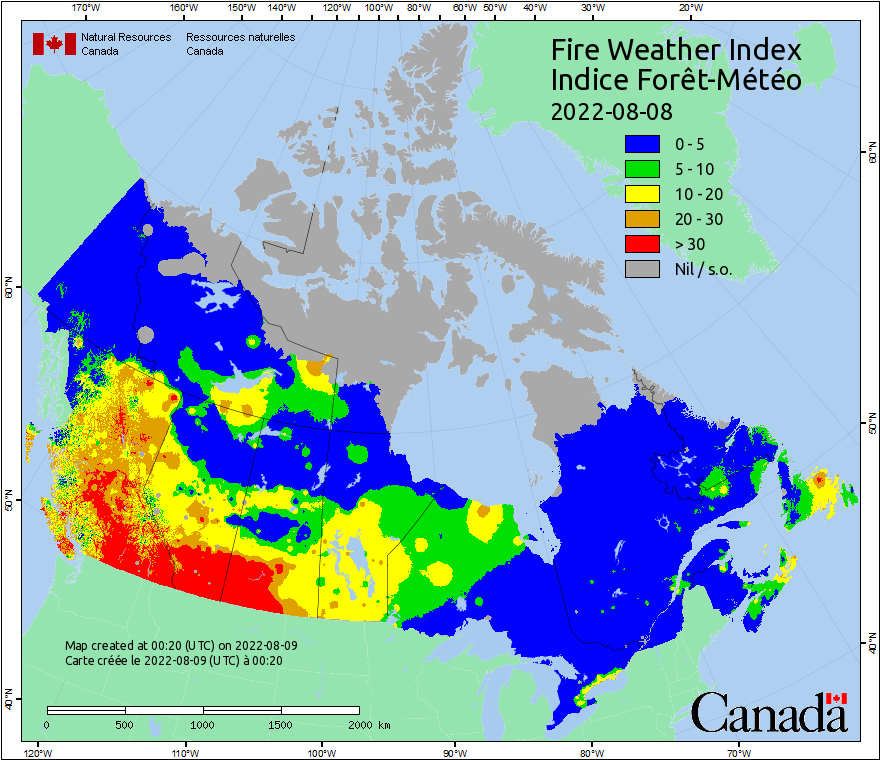 170°W 160°W 150°W 140°W 130°W 120°W 110°W 100°W 90°W 80°W 70°W 60°W 50°W 40°W 30°W 20°W
Natural Resources Canada
Ressources naturelles Canada
Fire Weather Index
Indice Forêt-Météo
2022-08-08
0 - 5
5 - 10
10 - 20
20 - 30
> 30
Nil / s.o.
60°N
60°N
50°N
50°N
40°N
40°N
Map created at 00:20 (UTC) on 2022-08-09
Carte créée le 2022-08-09 (UTC) à 00:20
0 500 1000 1500 2000 km
Canada
120°W 110°W 100°W 90°W 80°W 70°W